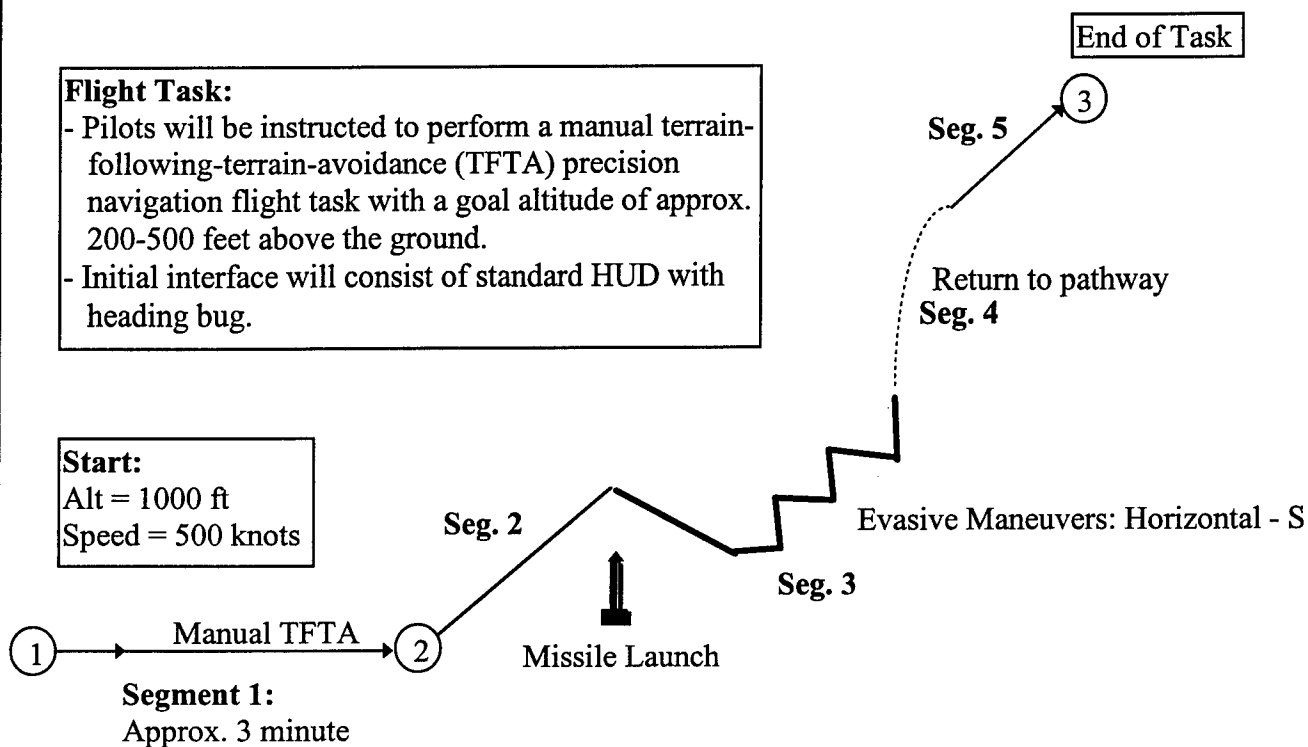 End of Task
Flight Task:
- Pilots will be instructed to perform a manual terrain-
following-terrain-avoidance (TFTA) precision
navigation flight task with a goal altitude of approx.
200-500 feet above the ground.
- Initial interface will consist of standard HUD with
heading bug.
3
Seg. 5
Return to pathway
Seg. 4
Start:
Alt = 1000 ft
Speed = 500 knots
Seg. 2
Evasive Maneuvers: Horizontal - S
Seg. 3
1
Manual TFTA
2
Missile Launch
Segment 1:
Approx. 3 minute